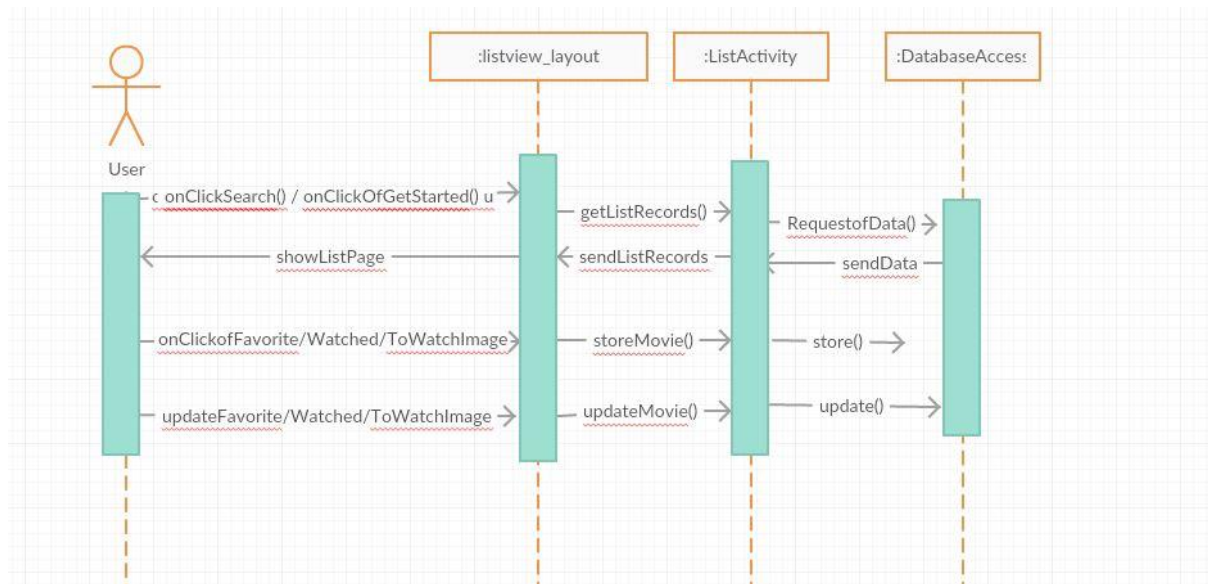 :listview_layout
:ListActivity
:DatabaseAccess
User
c onClickSearch() / onClickOfGetStarted() u
getListRecords()
RequestofData()
showListPage
sendListRecords
sendData
onClickofFavorite/Watched/ToWatchImage
storeMovie()
store()
updateFavorite/Watched/ToWatchImage
updateMovie()
update()